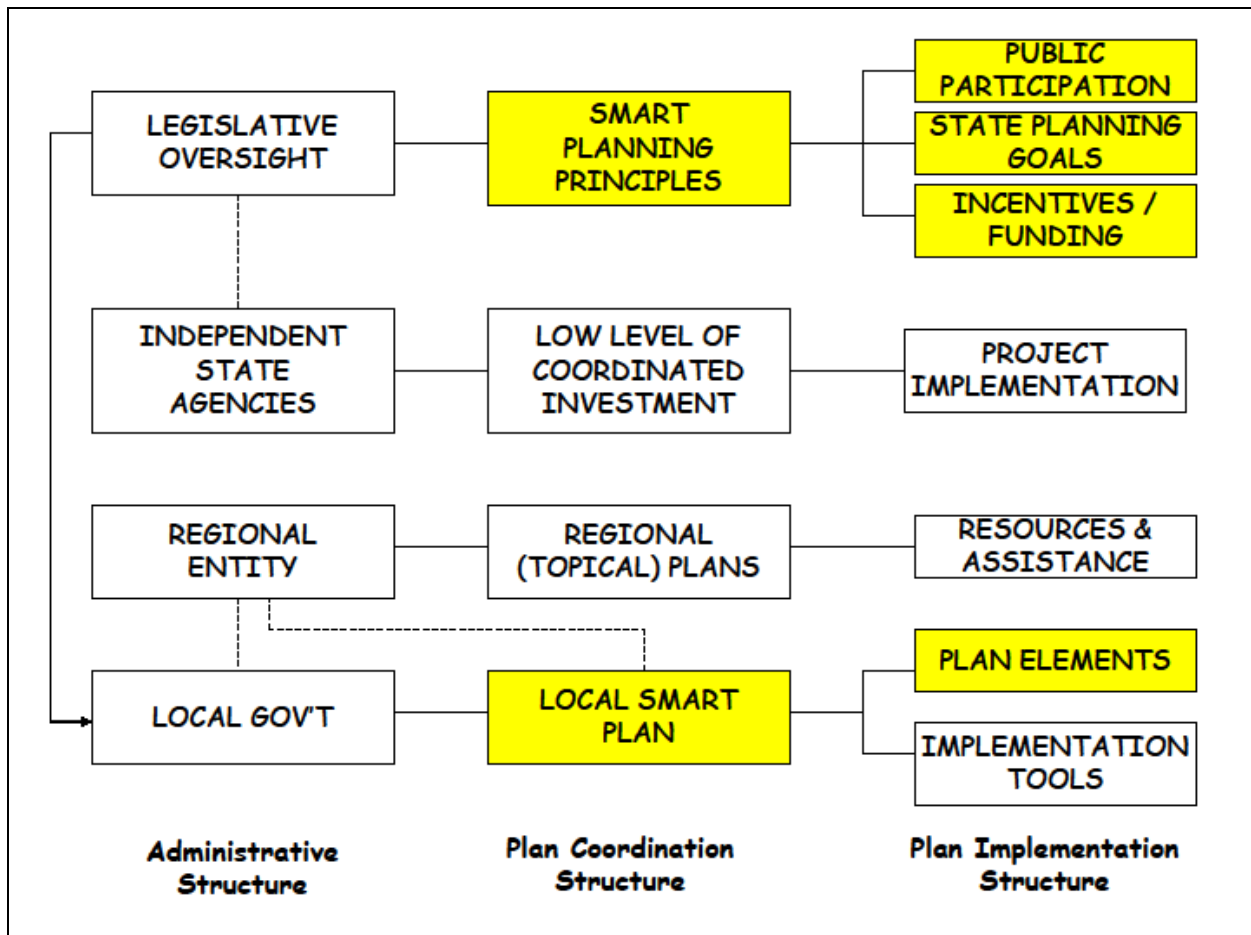 PUBLIC
PARTICIPATION
LEGISLATIVE
OVERSIGHT
SMART
PLANNING
PRINCIPLES
STATE PLANNING
GOALS
INCENTIVES /
FUNDING
INDEPENDENT
STATE
AGENCIES
LOW LEVEL OF
COORDINATED
INVESTMENT
PROJECT
IMPLEMENTATION
REGIONAL
ENTITY
REGIONAL
(TOPICAL) PLANS
RESOURCES &
ASSISTANCE
LOCAL GOV'T
LOCAL SMART
PLAN
PLAN ELEMENTS
IMPLEMENTATION
TOOLS
Administrative
Structure
Plan Coordination
Structure
Plan Implementation
Structure